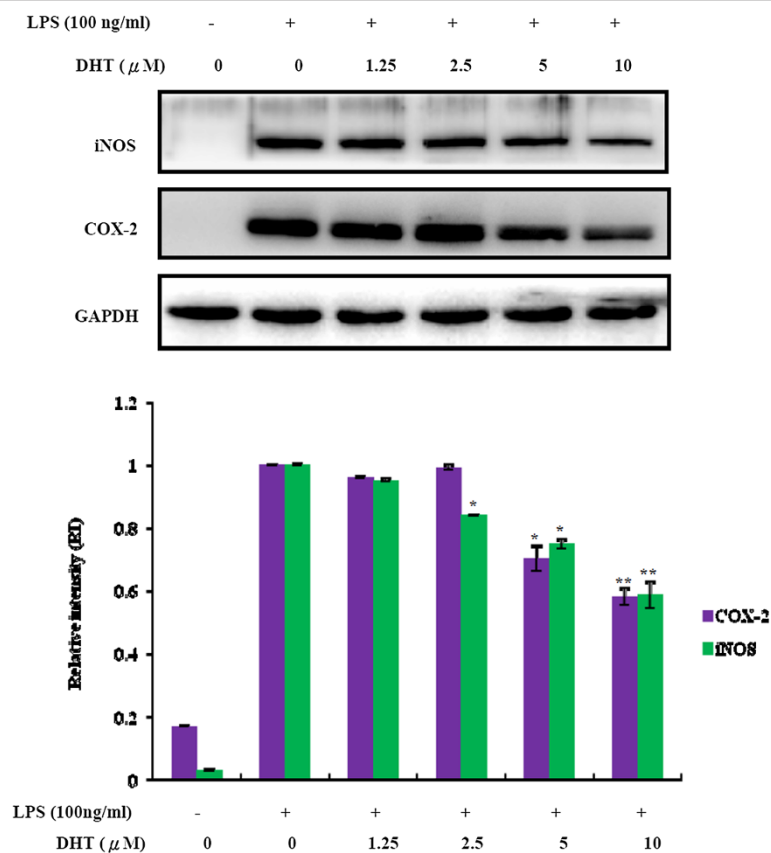 LPS (100 ng/ml) - + + + + +
DHT (μM) 0 0 1.25 2.5 5 10
iNOS
COX-2
GAPDH
1.2
1
0.8
0.6
0.4
0.2
0
Relative intensity (RI)
*
* *
** **
COX-2
iNOS
LPS (100ng/ml) - + + + + +
DHT (μM) 0 0 1.25 2.5 5 10